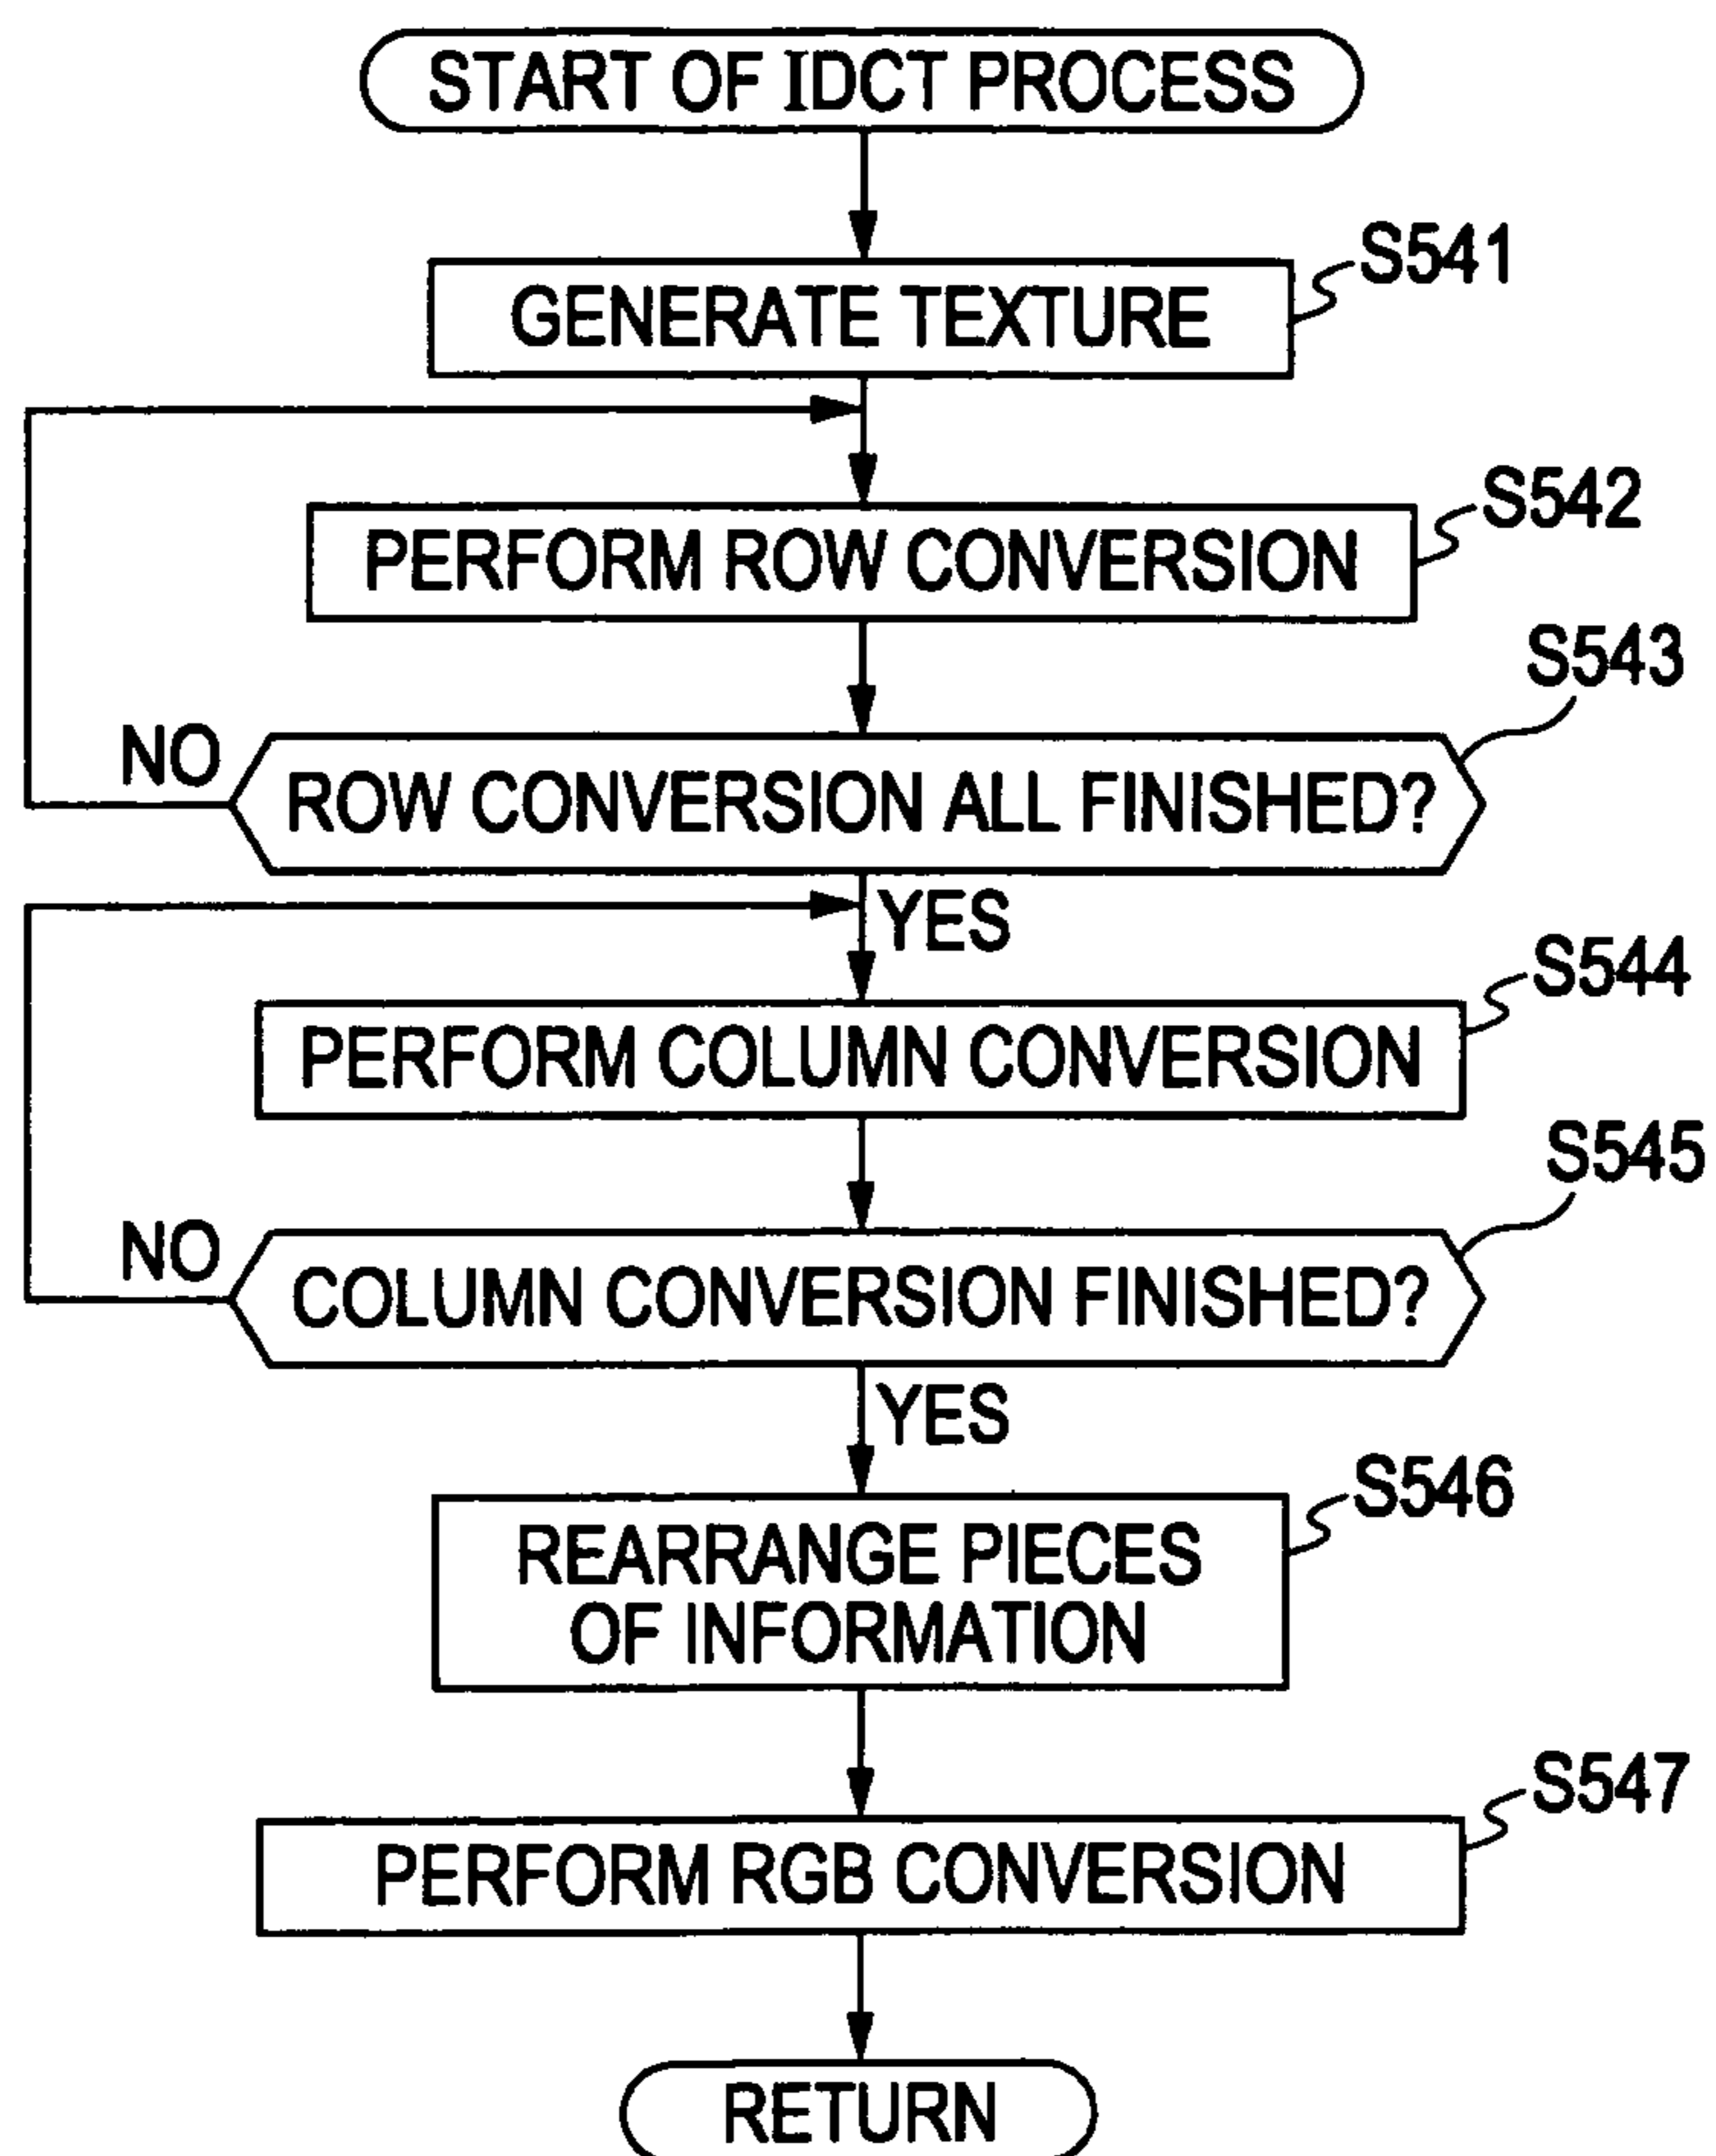 START OF IDCT PROCESS
S541
GENERATE TEXTURE
S542
PERFORM ROW CONVERSION
S543
NO
ROW CONVERSION ALL FINISHED?
YES
S544
PERFORM COLUMN CONVERSION
S545
NO
COLUMN CONVERSION FINISHED?
YES
S546
REARRANGE PIECES
OF INFORMATION
S547
PERFORM RGB CONVERSION
RETURN